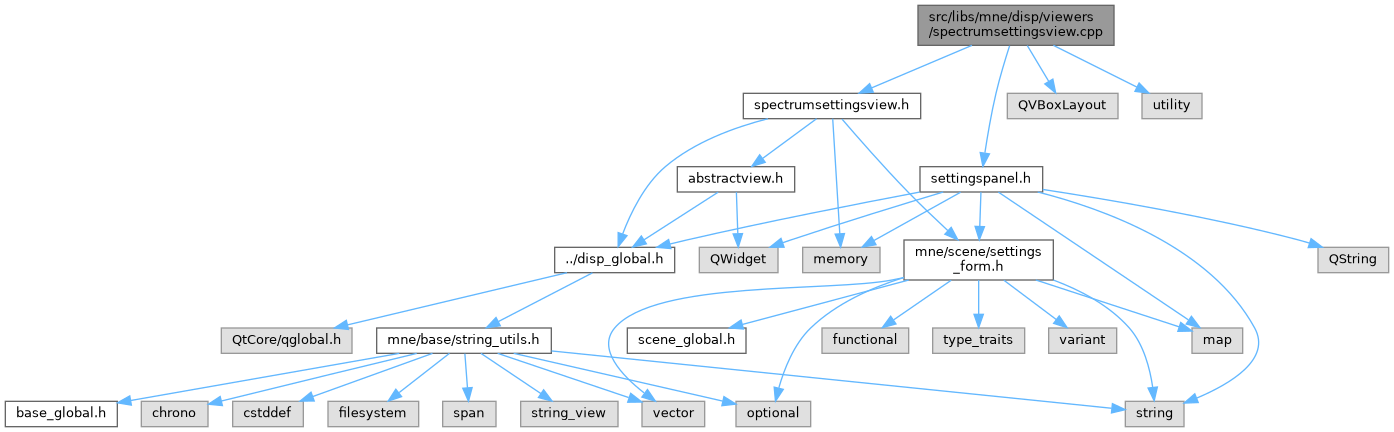 src/libs/mne/disp/viewers
/spectrumsettingsview.cpp
spectrumsettingsview.h
QVBoxLayout
utility
abstractview.h
settingspanel.h
../disp_global.h
QWidget
memory
mne/scene/settings
_form.h
QString
QtCore/qglobal.h
mne/base/string_utils.h
scene_global.h
functional
type_traits
variant
map
base_global.h
chrono
cstddef
filesystem
span
string_view
vector
optional
string